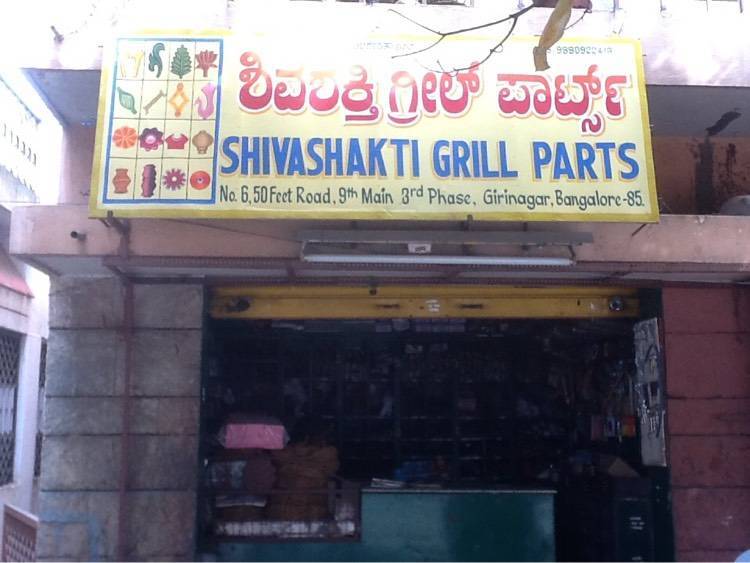 ಶಿವಶಕ್ತಿ ಗ್ರೀಲ್ ಪಾರ್ಟ್ಸ್
SHIVASHAKTI GRILL PARTS
No. 6, 50 Feet Road, 9th Main 3rd Phase, Girinagar, Bangalore-85.